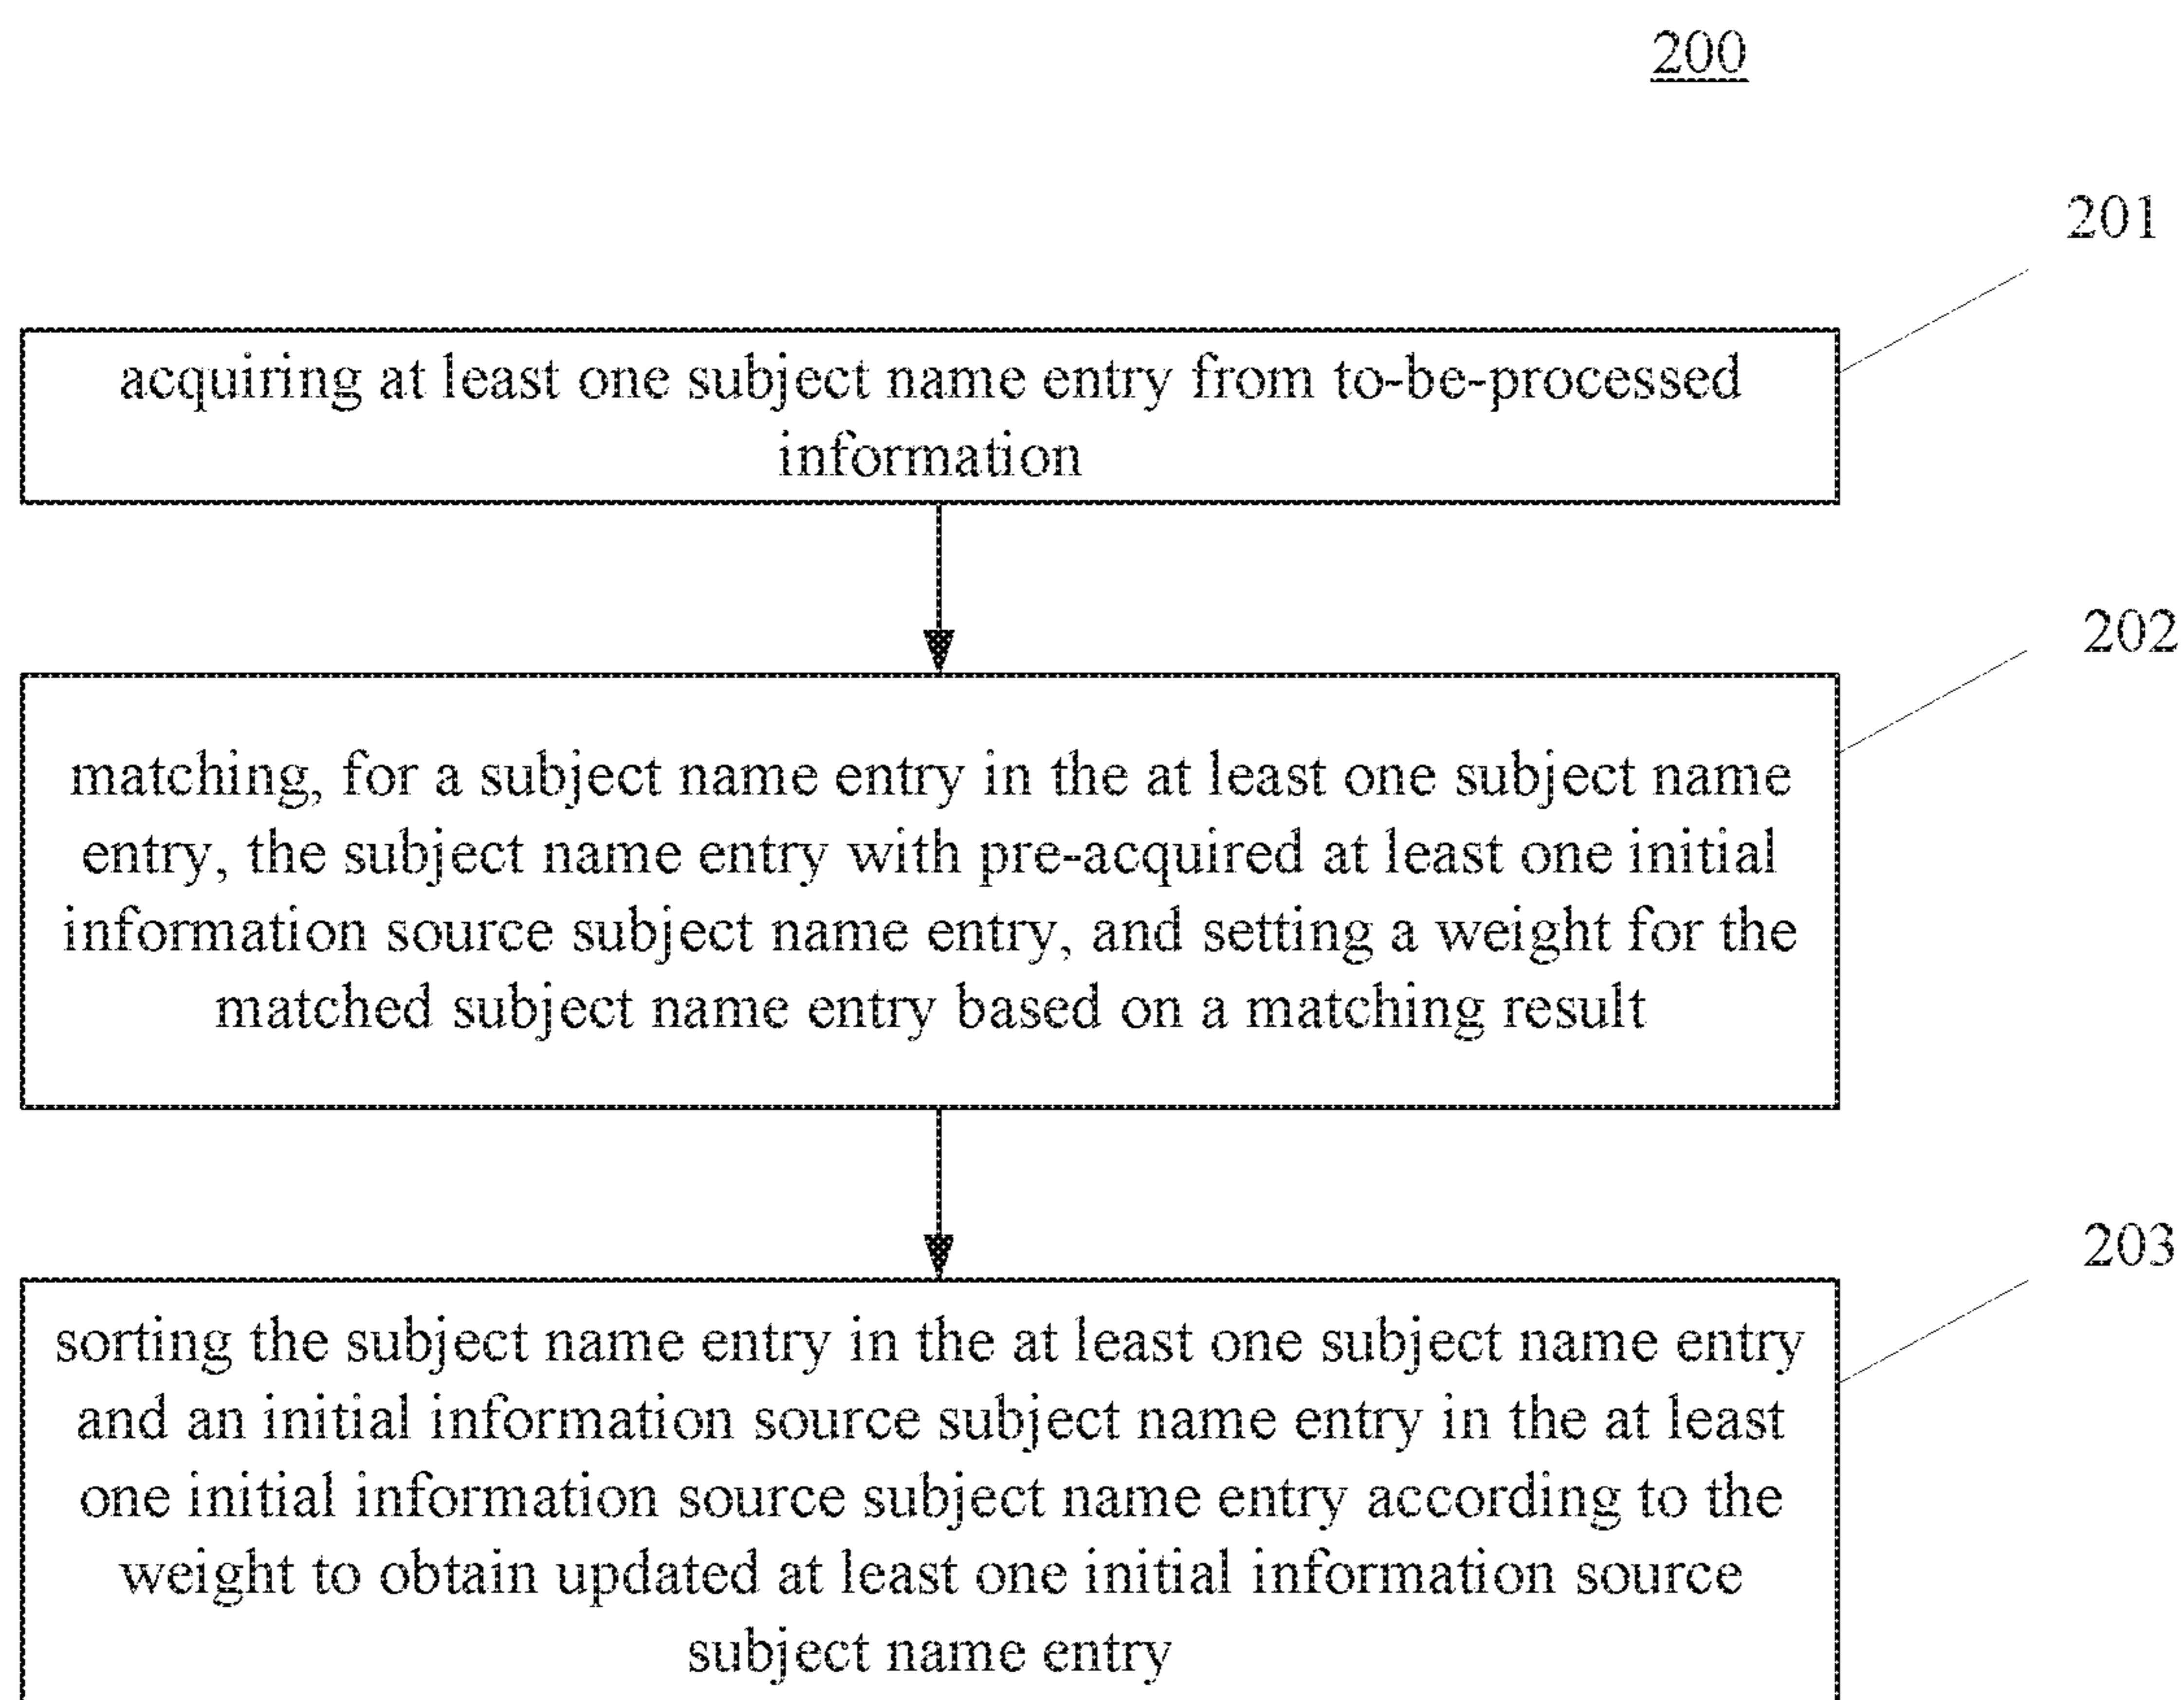 200
201
acquiring at least one subject name entry from to-be-processed
information
202
matching, for a subject name entry in the at least one subject name
entry, the subject name entry with pre-acquired at least one initial
information source subject name entry, and setting a weight for the
matched subject name entry based on a matching result
203
sorting the subject name entry in the at least one subject name entry
and an initial information source subject name entry in the at least
one initial information source subject name entry according to the
weight to obtain updated at least one initial information source
subject name entry